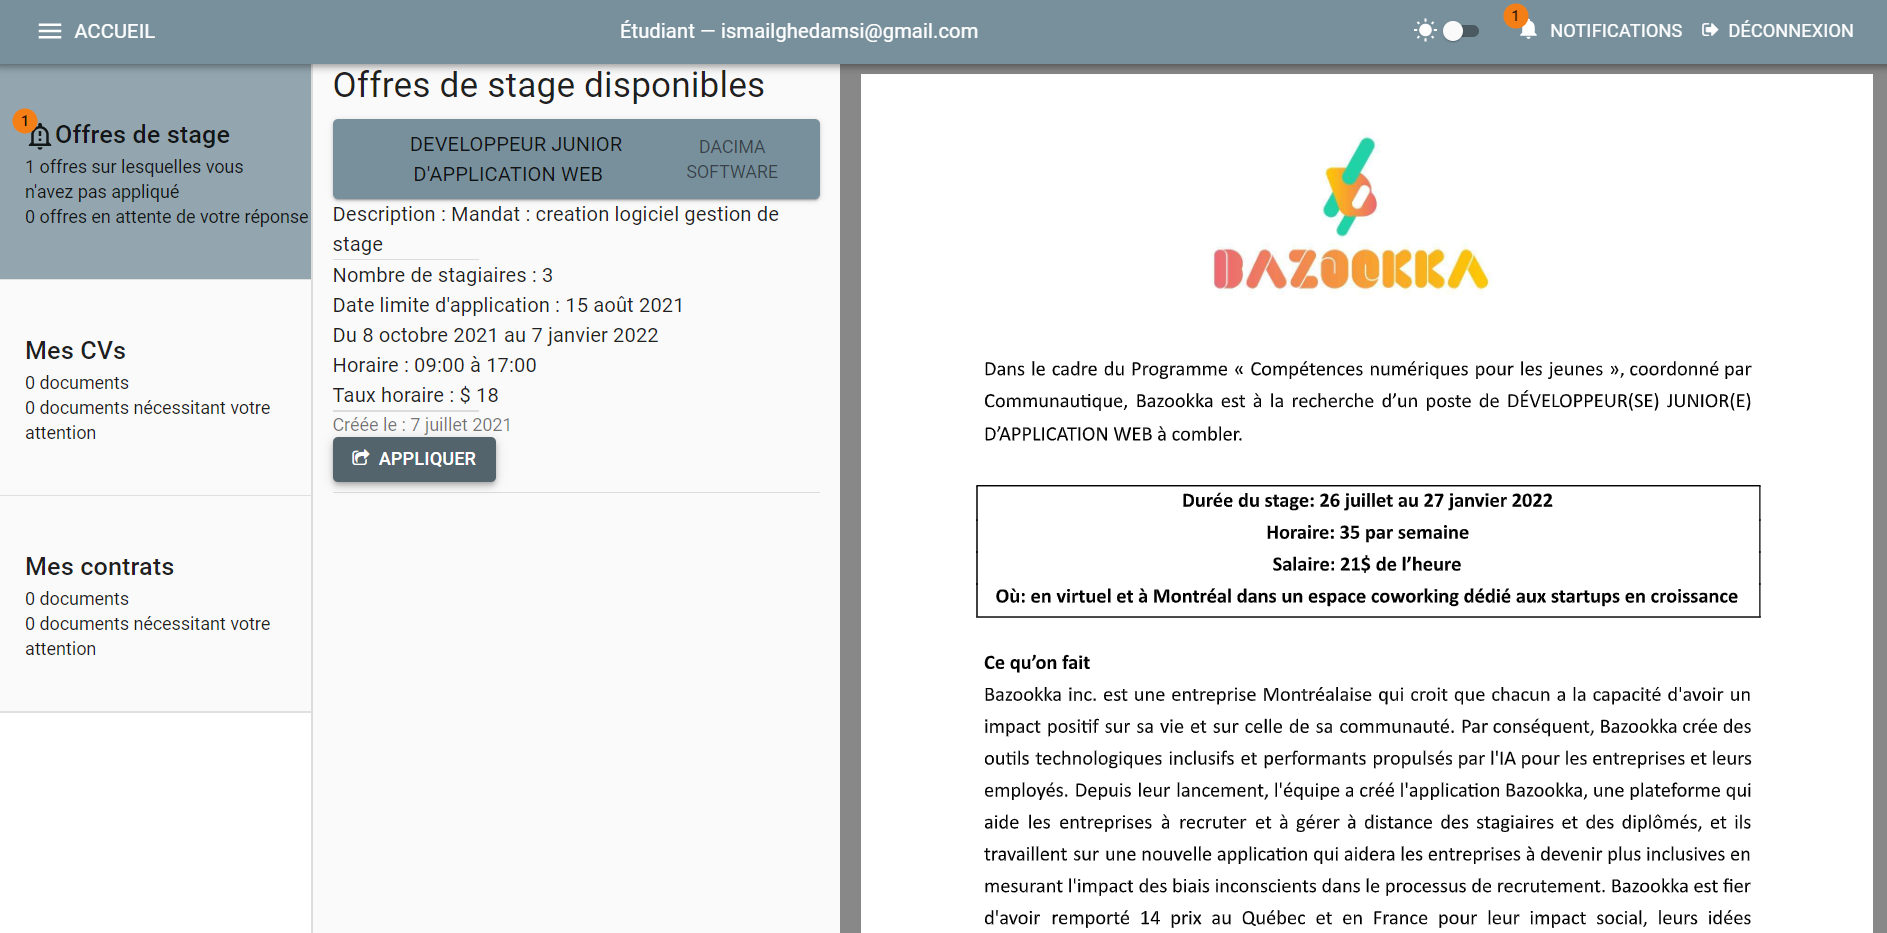 ACCUEIL
Étudiant — ismailghedamsi@gmail.com
1
NOTIFICATIONS
DÉCONNEXION
1
Offres de stage
1 offres sur lesquelles vous
n'avez pas appliqué
0 offres en attente de votre réponse
Mes CVs
0 documents
0 documents nécessitant votre
attention
Mes contrats
0 documents
0 documents nécessitant votre
attention
Offres de stage disponibles
DEVELOPPEUR JUNIOR
D'APPLICATION WEB
DACIMA
SOFTWARE
Description : Mandat : creation logiciel gestion de
stage
Nombre de stagiaires : 3
Date limite d'application : 15 août 2021
Du 8 octobre 2021 au 7 janvier 2022
Horaire : 09:00 à 17:00
Taux horaire : $ 18
Créée le : 7 juillet 2021
APPLIQUER
BAZOOKKA
Dans le cadre du Programme « Compétences numériques pour les jeunes », coordonné par
Communautique, Bazookka est à la recherche d’un poste de DÉVELOPPEUR(SE) JUNIOR(E)
D’APPLICATION WEB à combler.
Durée du stage: 26 juillet au 27 janvier 2022
Horaire: 35 par semaine
Salaire: 21$ de l’heure
Où: en virtuel et à Montréal dans un espace coworking dédié aux startups en croissance
Ce qu’on fait
Bazookka inc. est une entreprise Montréalaise qui croit que chacun a la capacité d'avoir un
impact positif sur sa vie et sur celle de sa communauté. Par conséquent, Bazookka crée des
outils technologiques inclusifs et performants propulsés par l'IA pour les entreprises et leurs
employés. Depuis leur lancement, l'équipe a créé l'application Bazookka, une plateforme qui
aide les entreprises à recruter et à gérer à distance des stagiaires et des diplômés, et ils
travaillent sur une nouvelle application qui aidera les entreprises à devenir plus inclusives en
mesurant l'impact des biais inconscients dans le processus de recrutement. Bazookka est fier
d'avoir remporté 14 prix au Québec et en France pour leur impact social, leurs idées